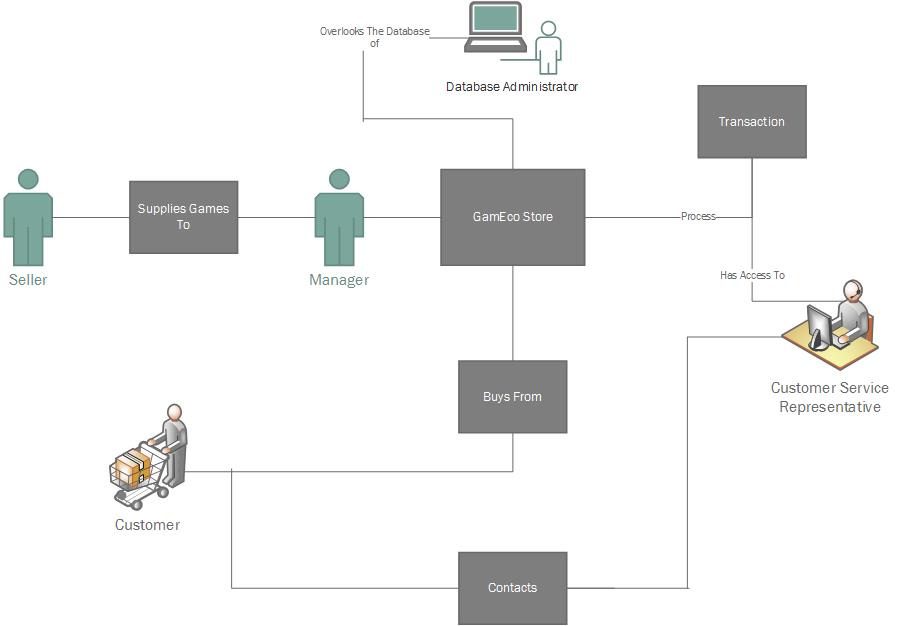 Overlooks The Database
of
Database Administrator
Transaction
Supplies Games
To
GamEco Store
Process
Seller
Manager
Has Access To
Customer Service
Representative
Buys From
Customer
Contacts